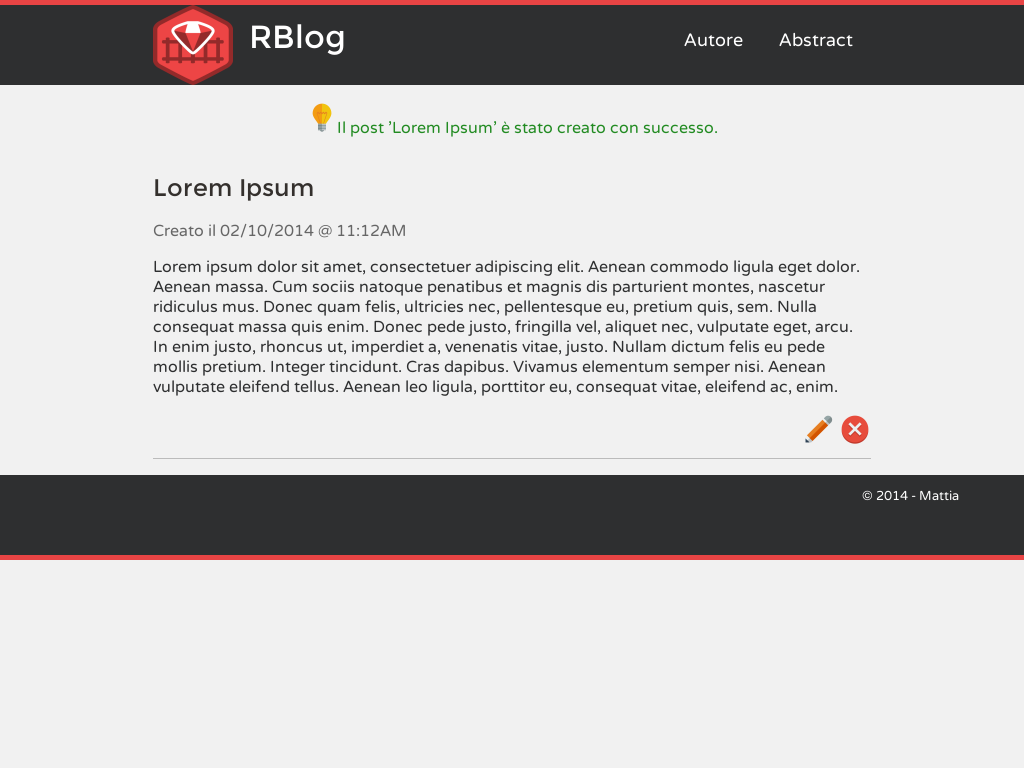 RBlog
Autore
Abstract
Il post 'Lorem Ipsum' è stato creato con successo.
Lorem Ipsum
Creato il 02/10/2014 @ 11:12AM
Lorem ipsum dolor sit amet, consectetuer adipiscing elit. Aenean commodo ligula eget dolor.
Aenean massa. Cum sociis natoque penatibus et magnis dis parturient montes, nascetur
ridiculus mus. Donec quam felis, ultricies nec, pellentesque eu, pretium quis, sem. Nulla
consequat massa quis enim. Donec pede justo, fringilla vel, aliquet nec, vulputate eget, arcu.
In enim justo, rhoncus ut, imperdiet a, venenatis vitae, justo. Nullam dictum felis eu pede
mollis pretium. Integer tincidunt. Cras dapibus. Vivamus elementum semper nisi. Aenean
vulputate eleifend tellus. Aenean leo ligula, porttitor eu, consequat vitae, eleifend ac, enim.
© 2014 - Mattia